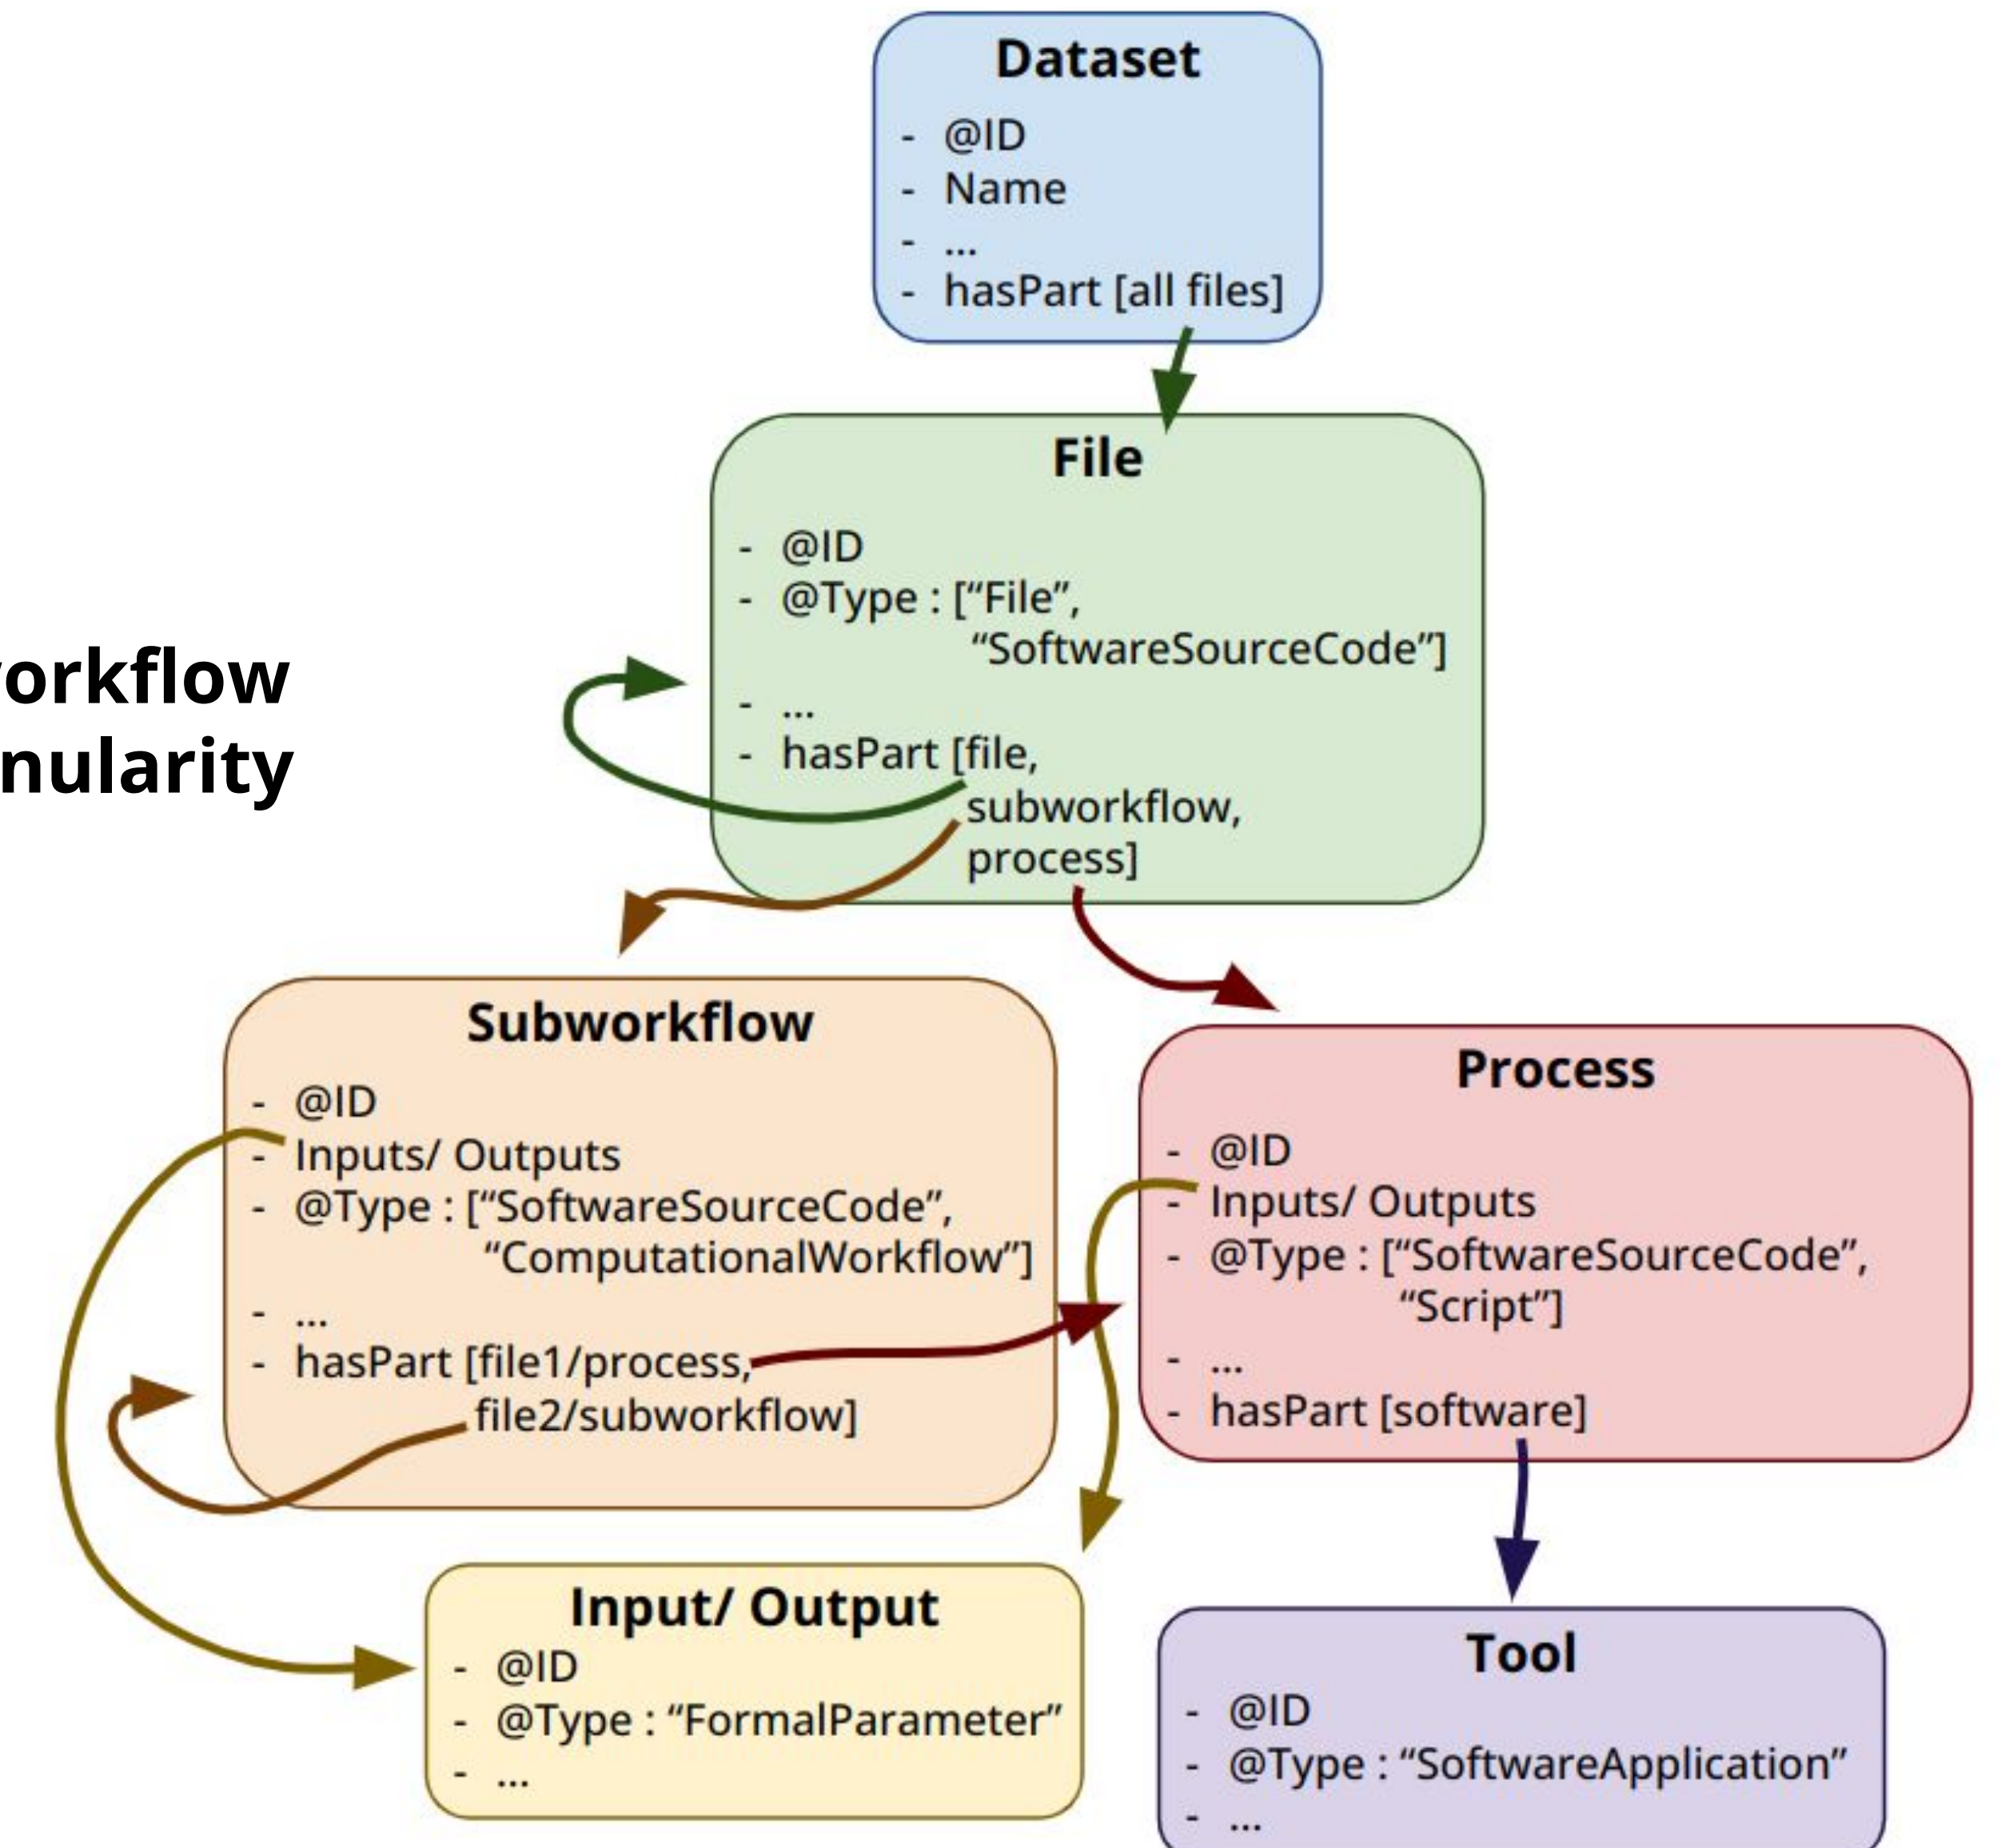 Dataset
- @ID
- Name
- ...
- hasPart [all files]
File
- @ID
- @Type : [“File”,
“SoftwareSourceCode”]
- ...
- hasPart [file,
subworkflow,
process]
orkflow
nularity
Subworkflow
- @ID
- Inputs/ Outputs
- @Type : [“SoftwareSourceCode”,
“ComputationalWorkflow”]
- ...
- hasPart [file1/process,
file2/subworkflow]
Process
- @ID
- Inputs/ Outputs
- @Type : [“SoftwareSourceCode”,
“Script”]
- ...
- hasPart [software]
Input/ Output
- @ID
- @Type : “FormalParameter”
- ...
Tool
- @ID
- @Type : “SoftwareApplication”
- ...